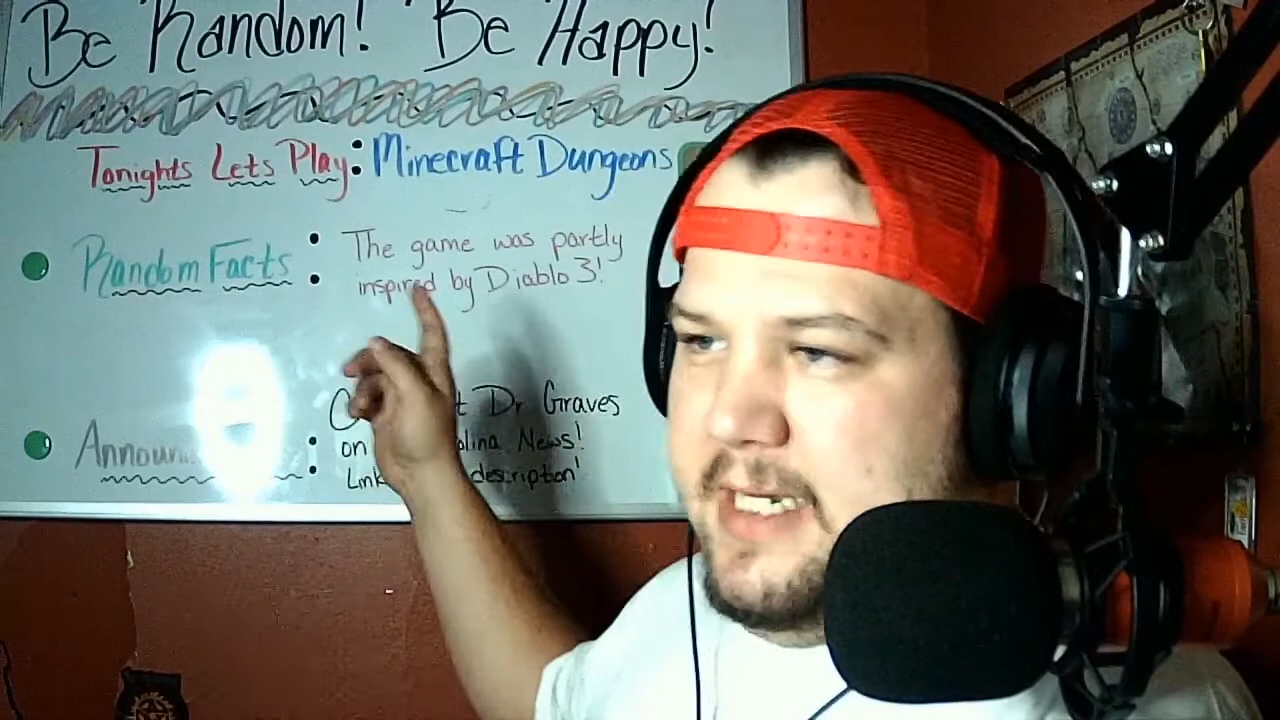 Be Random! Be Happy!
Tonights Lets Play: Minecraft Dungeons
Random Facts : The game was partly
inspired by Diablo 3!
Dr Graves
on News!
Announ :
Link description!